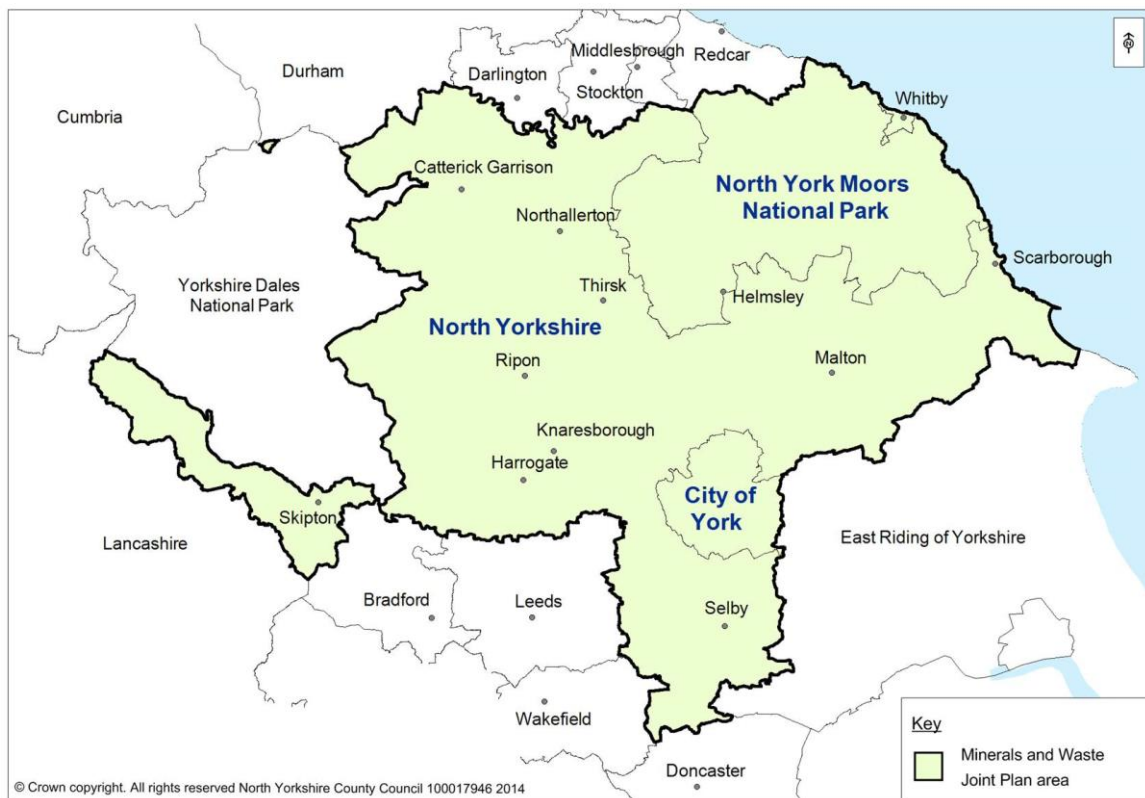 Durham
Middlesbrough
Redcar
Darlington
Stockton
Cumbria
Whitby
Catterick Garrison
North York Moors
National Park
Northallerton
Scarborough
Yorkshire Dales
National Park
Thirsk
Helmsley
North Yorkshire
Ripon
Malton
Knaresborough
Harrogate
City of
York
Skipton
Lancashire
East Riding of Yorkshire
Bradford
Leeds
Selby
Wakefield
Doncaster
Key
Minerals and Waste
Joint Plan area
© Crown copyright. All rights reserved North Yorkshire County Council 100017946 2014
N